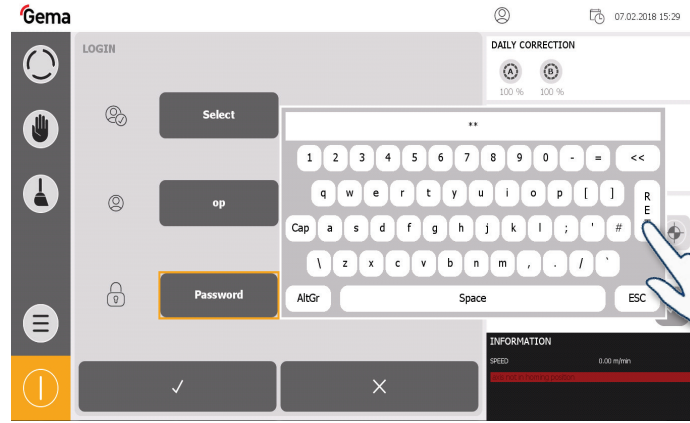 Gema
07.02.2018 15:29
LOGIN
DAILY CORRECTION
A B
100 % 100 %
Select
**
1 2 3 4 5 6 7 8 9 0 - = <<
q w e r t y u i o p [ ]
R
E
Cap a s d f g h j k l ; ' #
\ z x c v b n m , . / `
AltGr Space ESC
op
Password
INFORMATION
SPEED 0.00 m/min